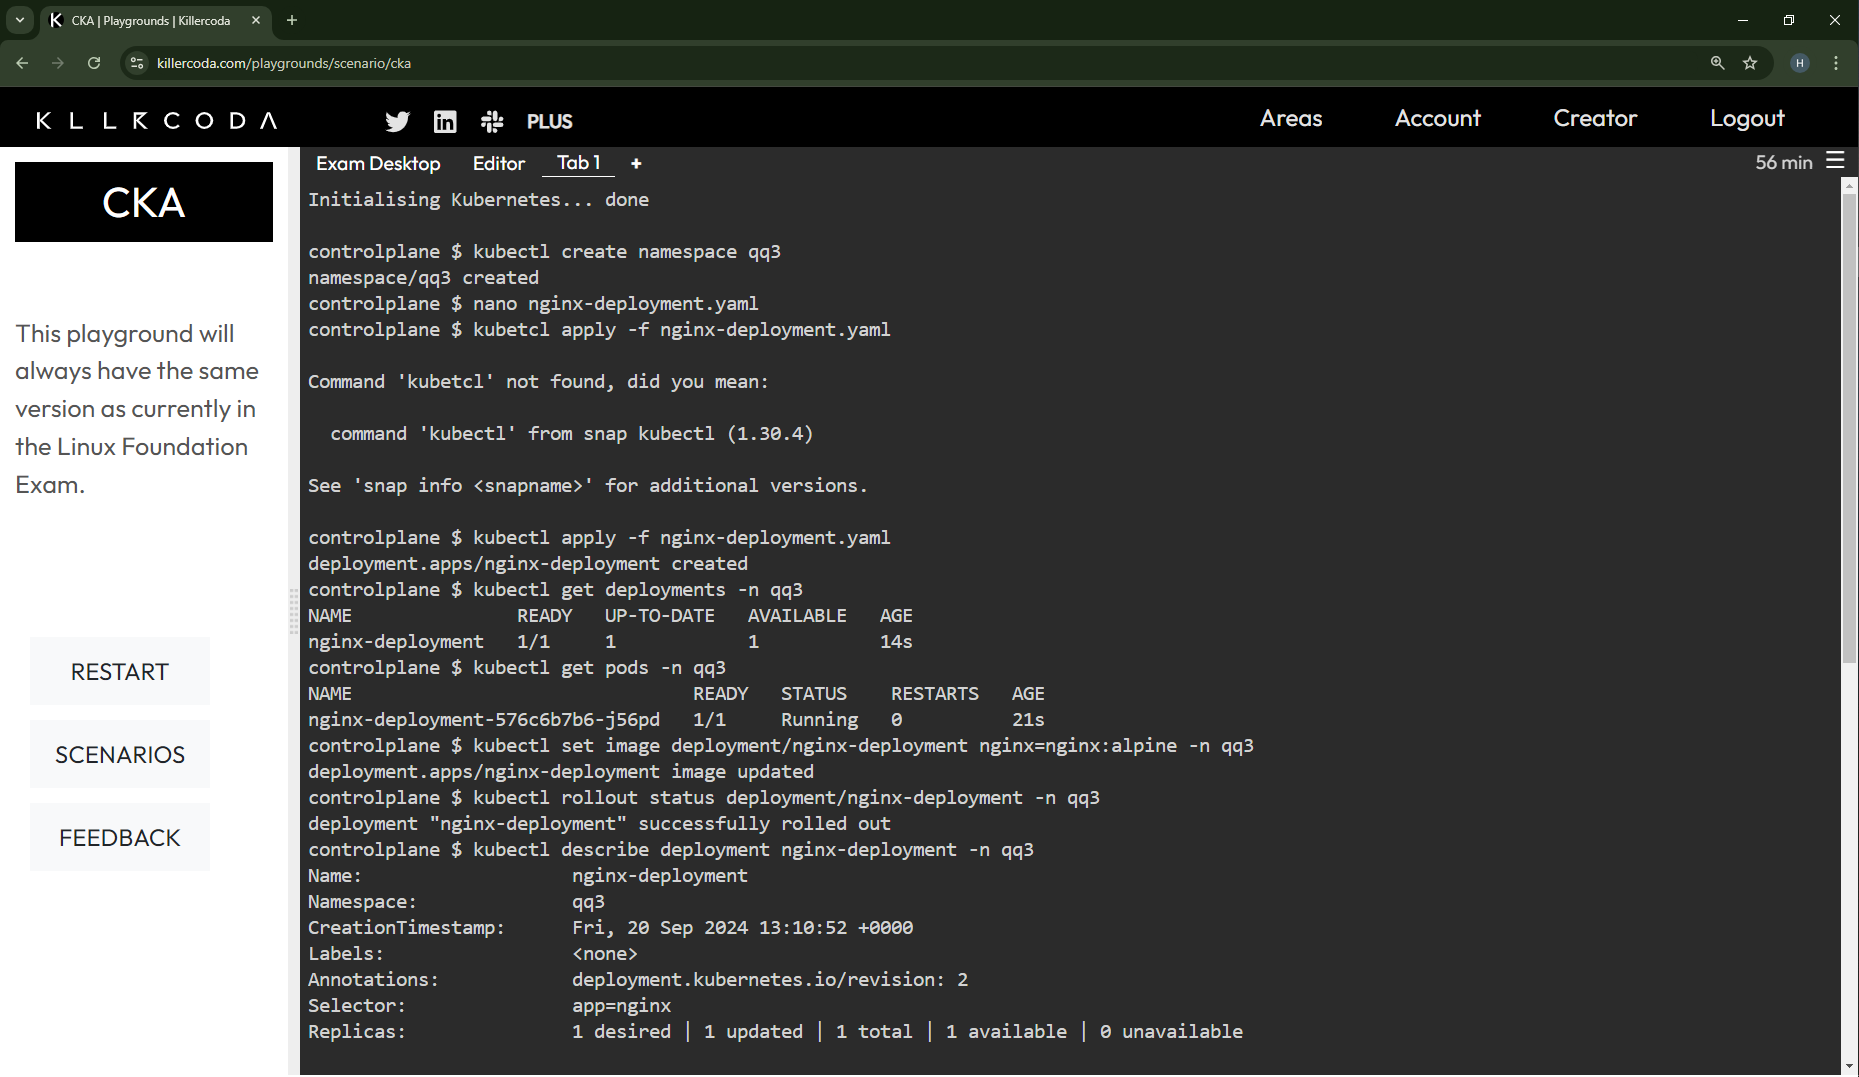 CKA | Playgrounds | Killercoda
killercoda.com/playgrounds/scenario/cka
H
KLLRCODA
PLUS
Areas
Account
Creator
Logout
CKA
This playground will
always have the same
version as currently in
the Linux Foundation
Exam.
RESTART
SCENARIOS
FEEDBACK
Exam Desktop
Editor
Tab 1
+
56 min
Initialising Kubernetes... done
controlplane $ kubectl create namespace qq3
namespace/qq3 created
controlplane $ nano nginx-deployment.yaml
controlplane $ kubetcl apply -f nginx-deployment.yaml
Command 'kubetcl' not found, did you mean:
command 'kubectl' from snap kubectl (1.30.4)
See 'snap info <snapname>' for additional versions.
controlplane $ kubectl apply -f nginx-deployment.yaml
deployment.apps/nginx-deployment created
controlplane $ kubectl get deployments -n qq3
NAME READY UP-TO-DATE AVAILABLE AGE
nginx-deployment 1/1 1 1 14s
controlplane $ kubectl get pods -n qq3
NAME READY STATUS RESTARTS AGE
nginx-deployment-576c6b7b6-j56pd 1/1 Running 0 21s
controlplane $ kubectl set image deployment/nginx-deployment nginx=nginx:alpine -n qq3
deployment.apps/nginx-deployment image updated
controlplane $ kubectl rollout status deployment/nginx-deployment -n qq3
deployment "nginx-deployment" successfully rolled out
controlplane $ kubectl describe deployment nginx-deployment -n qq3
Name: nginx-deployment
Namespace: qq3
CreationTimestamp: Fri, 20 Sep 2024 13:10:52 +0000
Labels: <none>
Annotations: deployment.kubernetes.io/revision: 2
Selector: app=nginx
Replicas: 1 desired | 1 updated | 1 total | 1 available | 0 unavailable